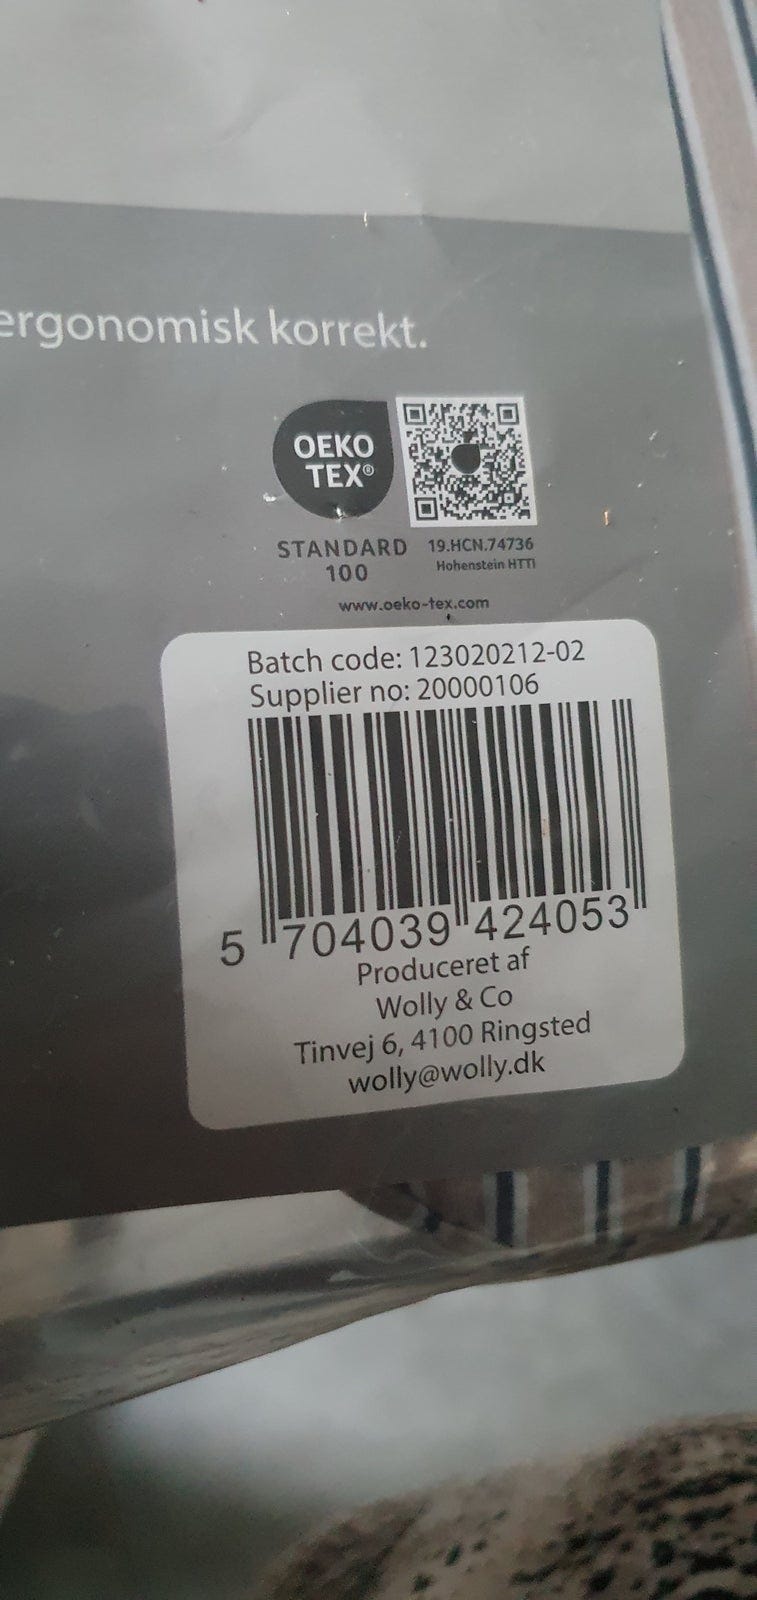 ergonomisk korrekt.
OEKO
TEX®
STANDARD
100
19.HCN.74736
Hohenstein HTTI
www.oeko-tex.com
Batch code: 123020212-02
Supplier no: 20000106
5 704039 424053
Produceret af
Wolly & Co
Tinvej 6, 4100 Ringsted
wolly@wolly.dk